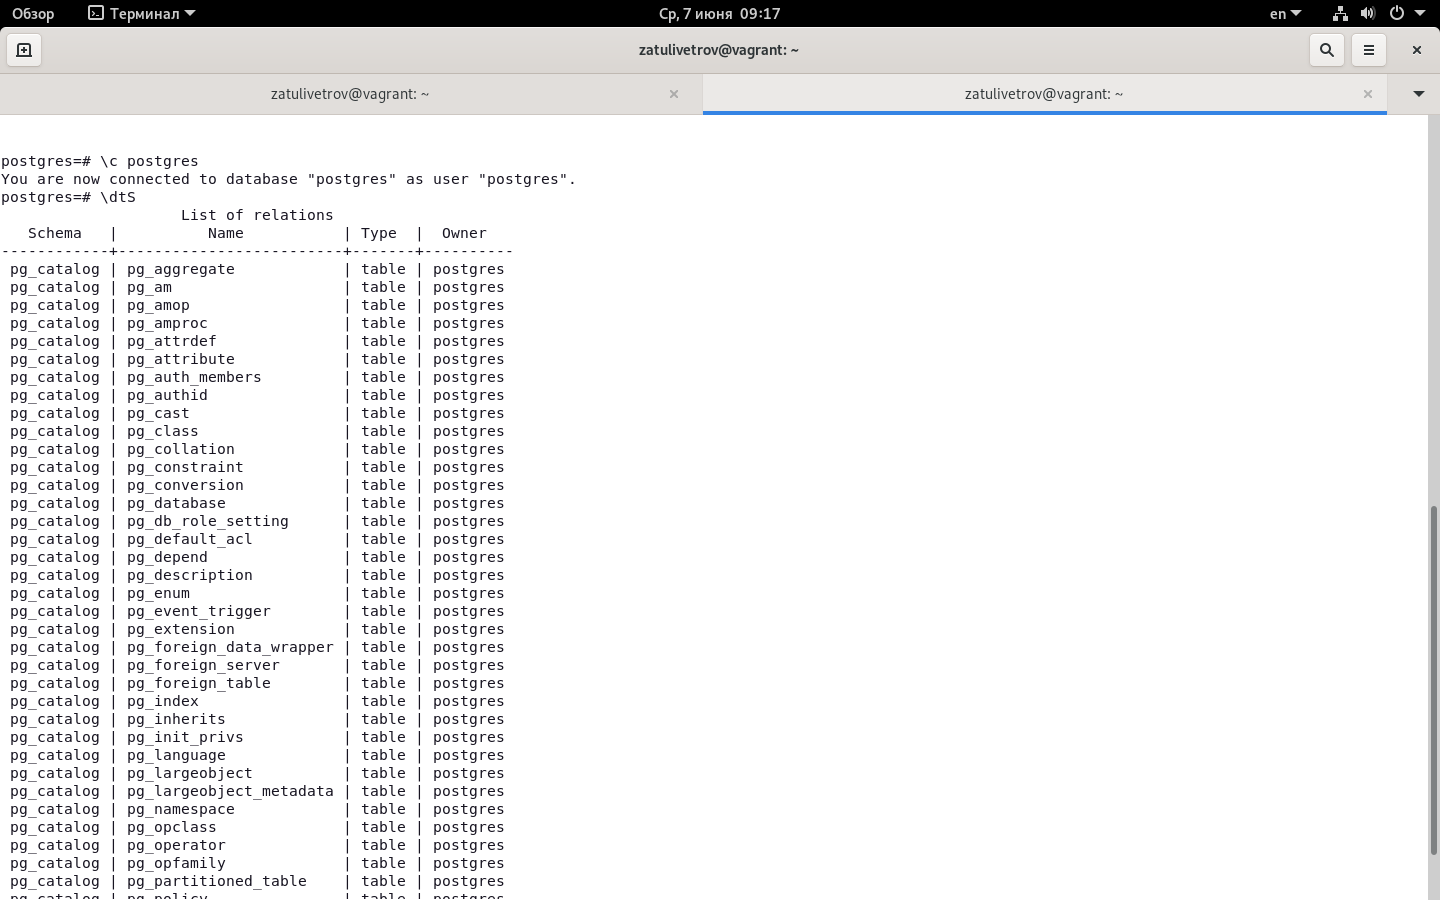 Обзор Терминал Ср, 7 июня 09:17 en
zatulivetrov@vagrant: ~
zatulivetrov@vagrant: ~ zatulivetrov@vagrant: ~
postgres=# \c postgres
You are now connected to database "postgres" as user "postgres".
postgres=# \dtS
                    List of relations
   Schema   |          Name           | Type  |  Owner
------------+-------------------------+-------+----------
 pg_catalog | pg_aggregate            | table | postgres
 pg_catalog | pg_am                   | table | postgres
 pg_catalog | pg_amop                 | table | postgres
 pg_catalog | pg_amproc               | table | postgres
 pg_catalog | pg_attrdef              | table | postgres
 pg_catalog | pg_attribute            | table | postgres
 pg_catalog | pg_auth_members         | table | postgres
 pg_catalog | pg_authid               | table | postgres
 pg_catalog | pg_cast                 | table | postgres
 pg_catalog | pg_class                | table | postgres
 pg_catalog | pg_collation            | table | postgres
 pg_catalog | pg_constraint           | table | postgres
 pg_catalog | pg_conversion           | table | postgres
 pg_catalog | pg_database             | table | postgres
 pg_catalog | pg_db_role_setting      | table | postgres
 pg_catalog | pg_default_acl          | table | postgres
 pg_catalog | pg_depend               | table | postgres
 pg_catalog | pg_description          | table | postgres
 pg_catalog | pg_enum                 | table | postgres
 pg_catalog | pg_event_trigger        | table | postgres
 pg_catalog | pg_extension            | table | postgres
 pg_catalog | pg_foreign_data_wrapper | table | postgres
 pg_catalog | pg_foreign_server       | table | postgres
 pg_catalog | pg_foreign_table        | table | postgres
 pg_catalog | pg_index                | table | postgres
 pg_catalog | pg_inherits             | table | postgres
 pg_catalog | pg_init_privs           | table | postgres
 pg_catalog | pg_language             | table | postgres
 pg_catalog | pg_largeobject          | table | postgres
 pg_catalog | pg_largeobject_metadata | table | postgres
 pg_catalog | pg_namespace            | table | postgres
 pg_catalog | pg_opclass              | table | postgres
 pg_catalog | pg_operator             | table | postgres
 pg_catalog | pg_opfamily             | table | postgres
 pg_catalog | pg_partitioned_table    | table | postgres
 pg_catalog | pg_policy               | table | postgres